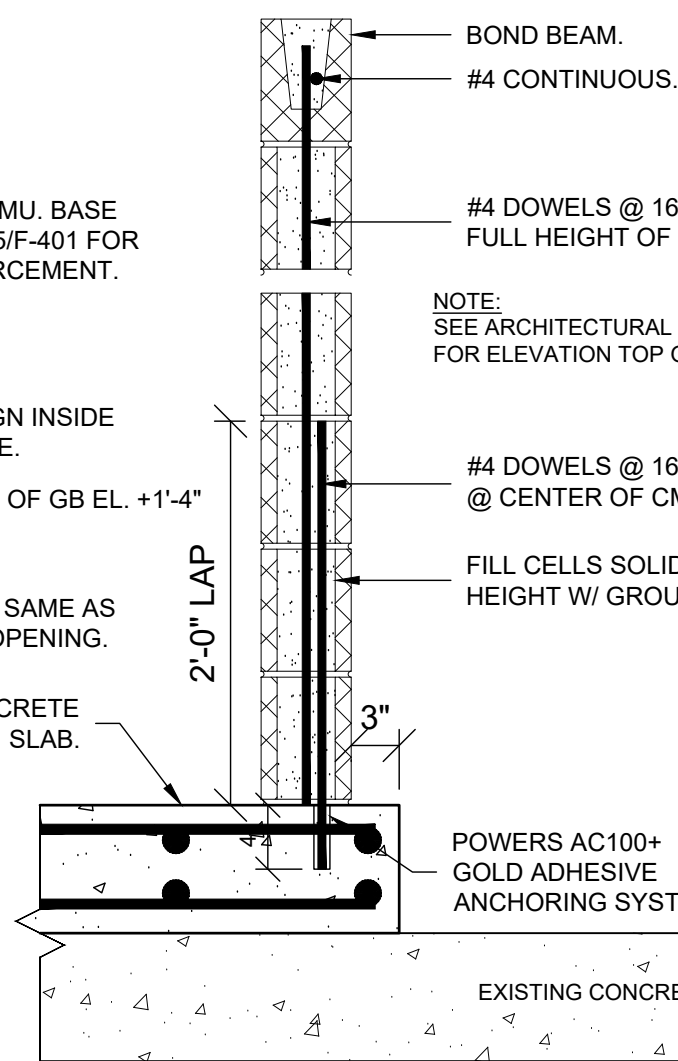 BOND BEAM.
#4 CONTINUOUS.
MU. BASE
5/F-401 FOR
RCEMENT.
#4 DOWELS @ 16
FULL HEIGHT OF
NOTE:
SEE ARCHITECTURAL
FOR ELEVATION TOP O
GN INSIDE
E.
OF GB EL. +1'-4"
#4 DOWELS @ 16
@ CENTER OF CM
2'-0" LAP
FILL CELLS SOLID
HEIGHT W/ GROU
SAME AS
OPENING.
CRETE
SLAB.
3"
POWERS AC100+
GOLD ADHESIVE
ANCHORING SYST
EXISTING CONCRE